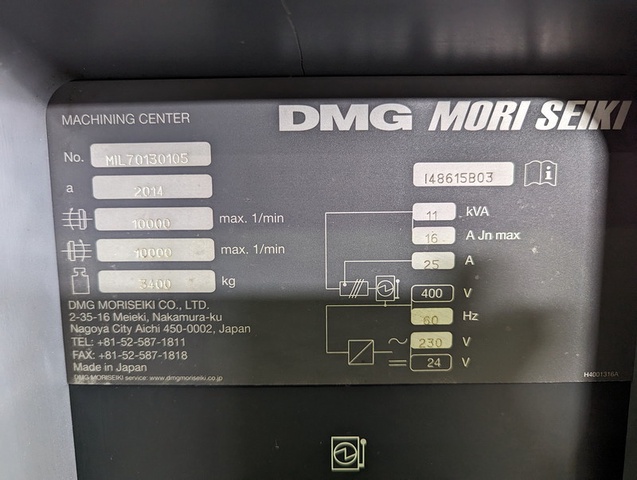 MACHINING CENTER
DMG MORI SEIKI
No. MIL70130105
I48615B03
a 2014
11 kVA
10000 max. 1/min
16 A Jn max
10000 max. 1/min
25 A
3400 kg
400 V
60 Hz
~ 230 V
24 V
DMG MORISEIKI CO., LTD.
2-35-16 Meieki, Nakamura-ku
Nagoya City Aichi 450-0002, Japan
TEL: +81-52-587-1811
FAX: +81-52-587-1818
Made in Japan
DMG MORISEIKI service: www.dmgmoriseiki.co.jp
H4001316A